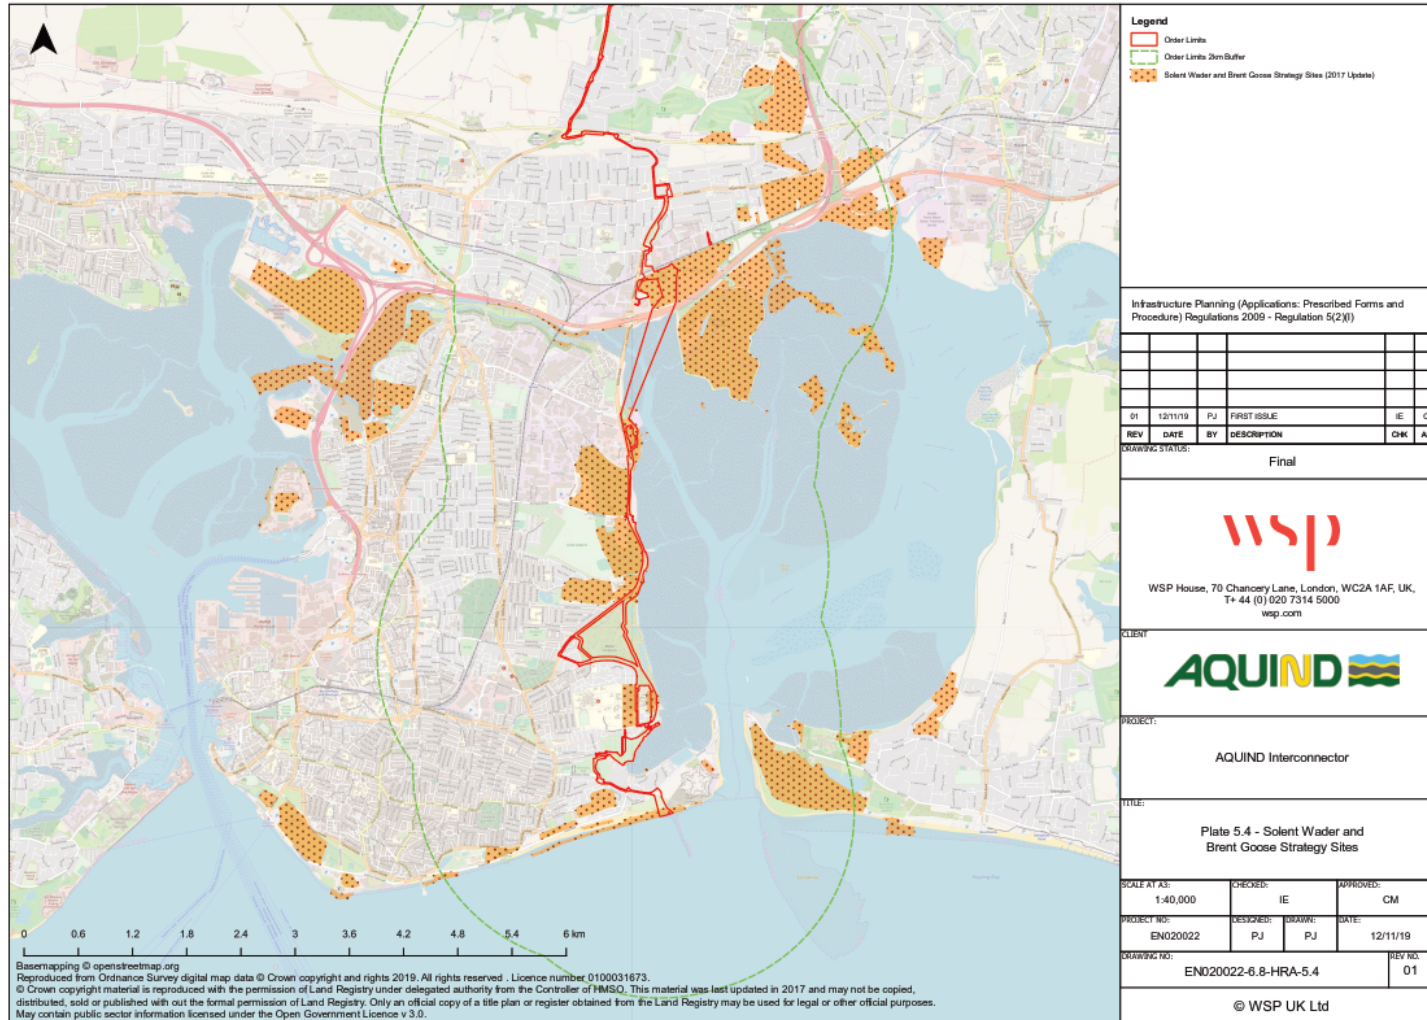 Legend
Order Limits
Order Limits 2km Buffer
Solent Wader and Brent Goose Strategy Sites (2017 Update)
Infrastructure Planning (Applications: Prescribed Forms and
Procedure) Regulations 2009 - Regulation 5(2)(l)
01 12/11/19 PJ FIRST ISSUE IE C
REV DATE BY DESCRIPTION CHK A
DRAWING STATUS:
Final
wsp
WSP House, 70 Chancery Lane, London, WC2A 1AF, UK,
T+ 44 (0) 020 7314 5000
wsp.com
CLIENT
AQUIND
PROJECT:
AQUIND Interconnector
TITLE:
Plate 5.4 - Solent Wader and
Brent Goose Strategy Sites
SCALE AT A3: CHECKED: APPROVED:
1:40,000 IE CM
PROJECT NO: DESIGNED: DRAWN: DATE:
EN020022 PJ PJ 12/11/19
DRAWING NO: REV NO.
EN020022-6.8-HRA-5.4 01
© WSP UK Ltd
0 0.6 1.2 1.8 2.4 3 3.6 4.2 4.8 5.4 6 km
Basemapping © openstreetmap.org
Reproduced from Ordnance Survey digital map data © Crown copyright and rights 2019. All rights reserved . Licence number 0100031673.
© Crown copyright material is reproduced with the permission of Land Registry under delegated authority from the Controller of HMSO. This material was last updated in 2017 and may not be copied,
distributed, sold or published with out the formal permission of Land Registry. Only an official copy of a title plan or register obtained from the Land Registry may be used for legal or other official purposes.
May contain public sector information licensed under the Open Government Licence v 3.0.